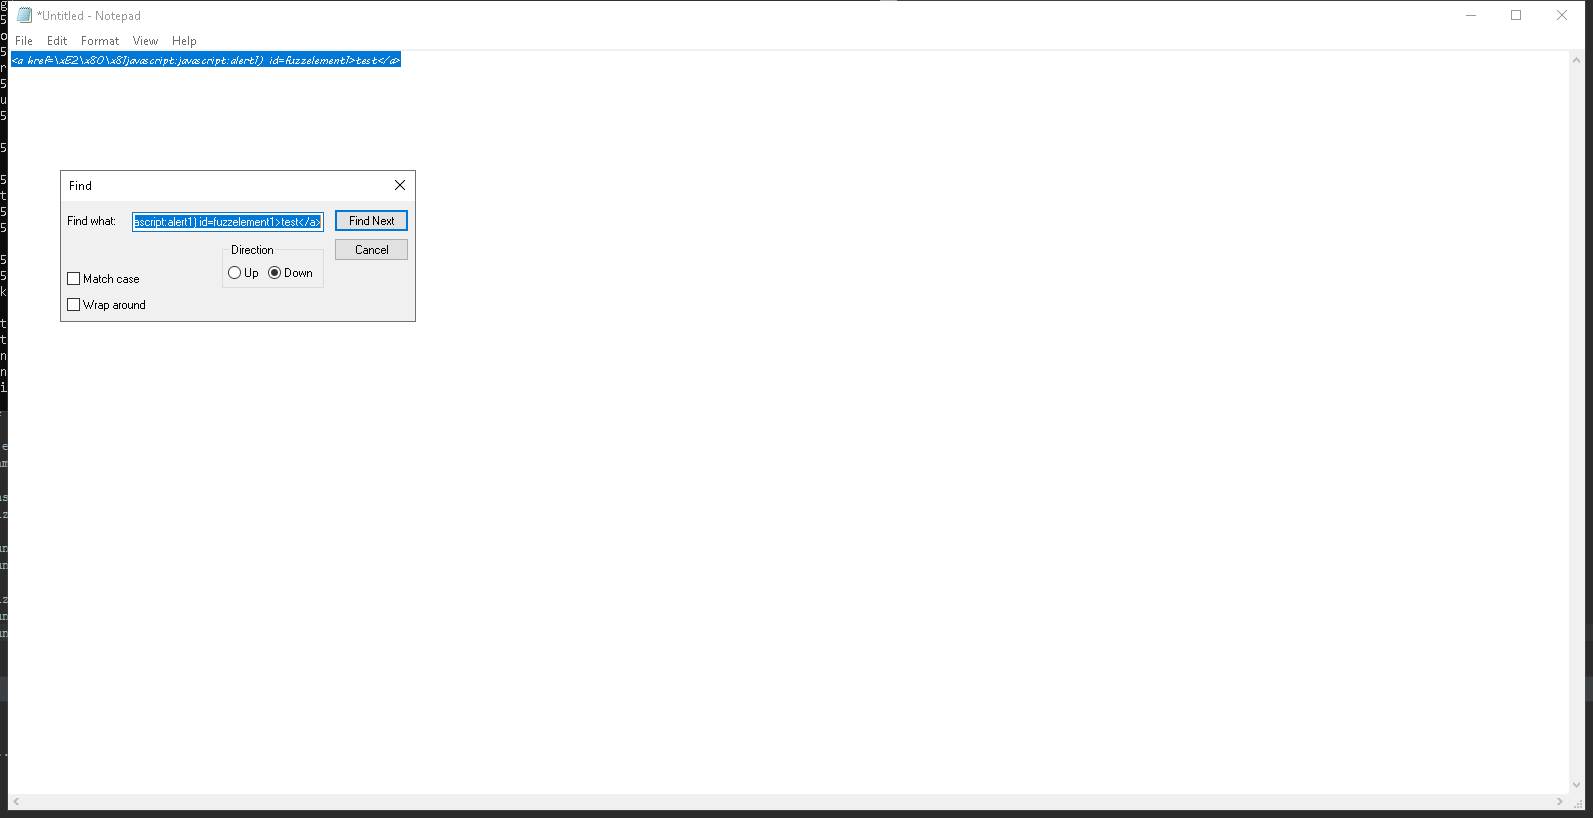 *Untitled - Notepad
File Edit Format View Help
<a href=\xE2\x80\x81javascript:javascript:alert1) id=fuzzelement1>test</a>
Find
Find what: ascript:alert1) id=fuzzelement1>test</a> Find Next
Direction Cancel
Up Down
Match case
Wrap around